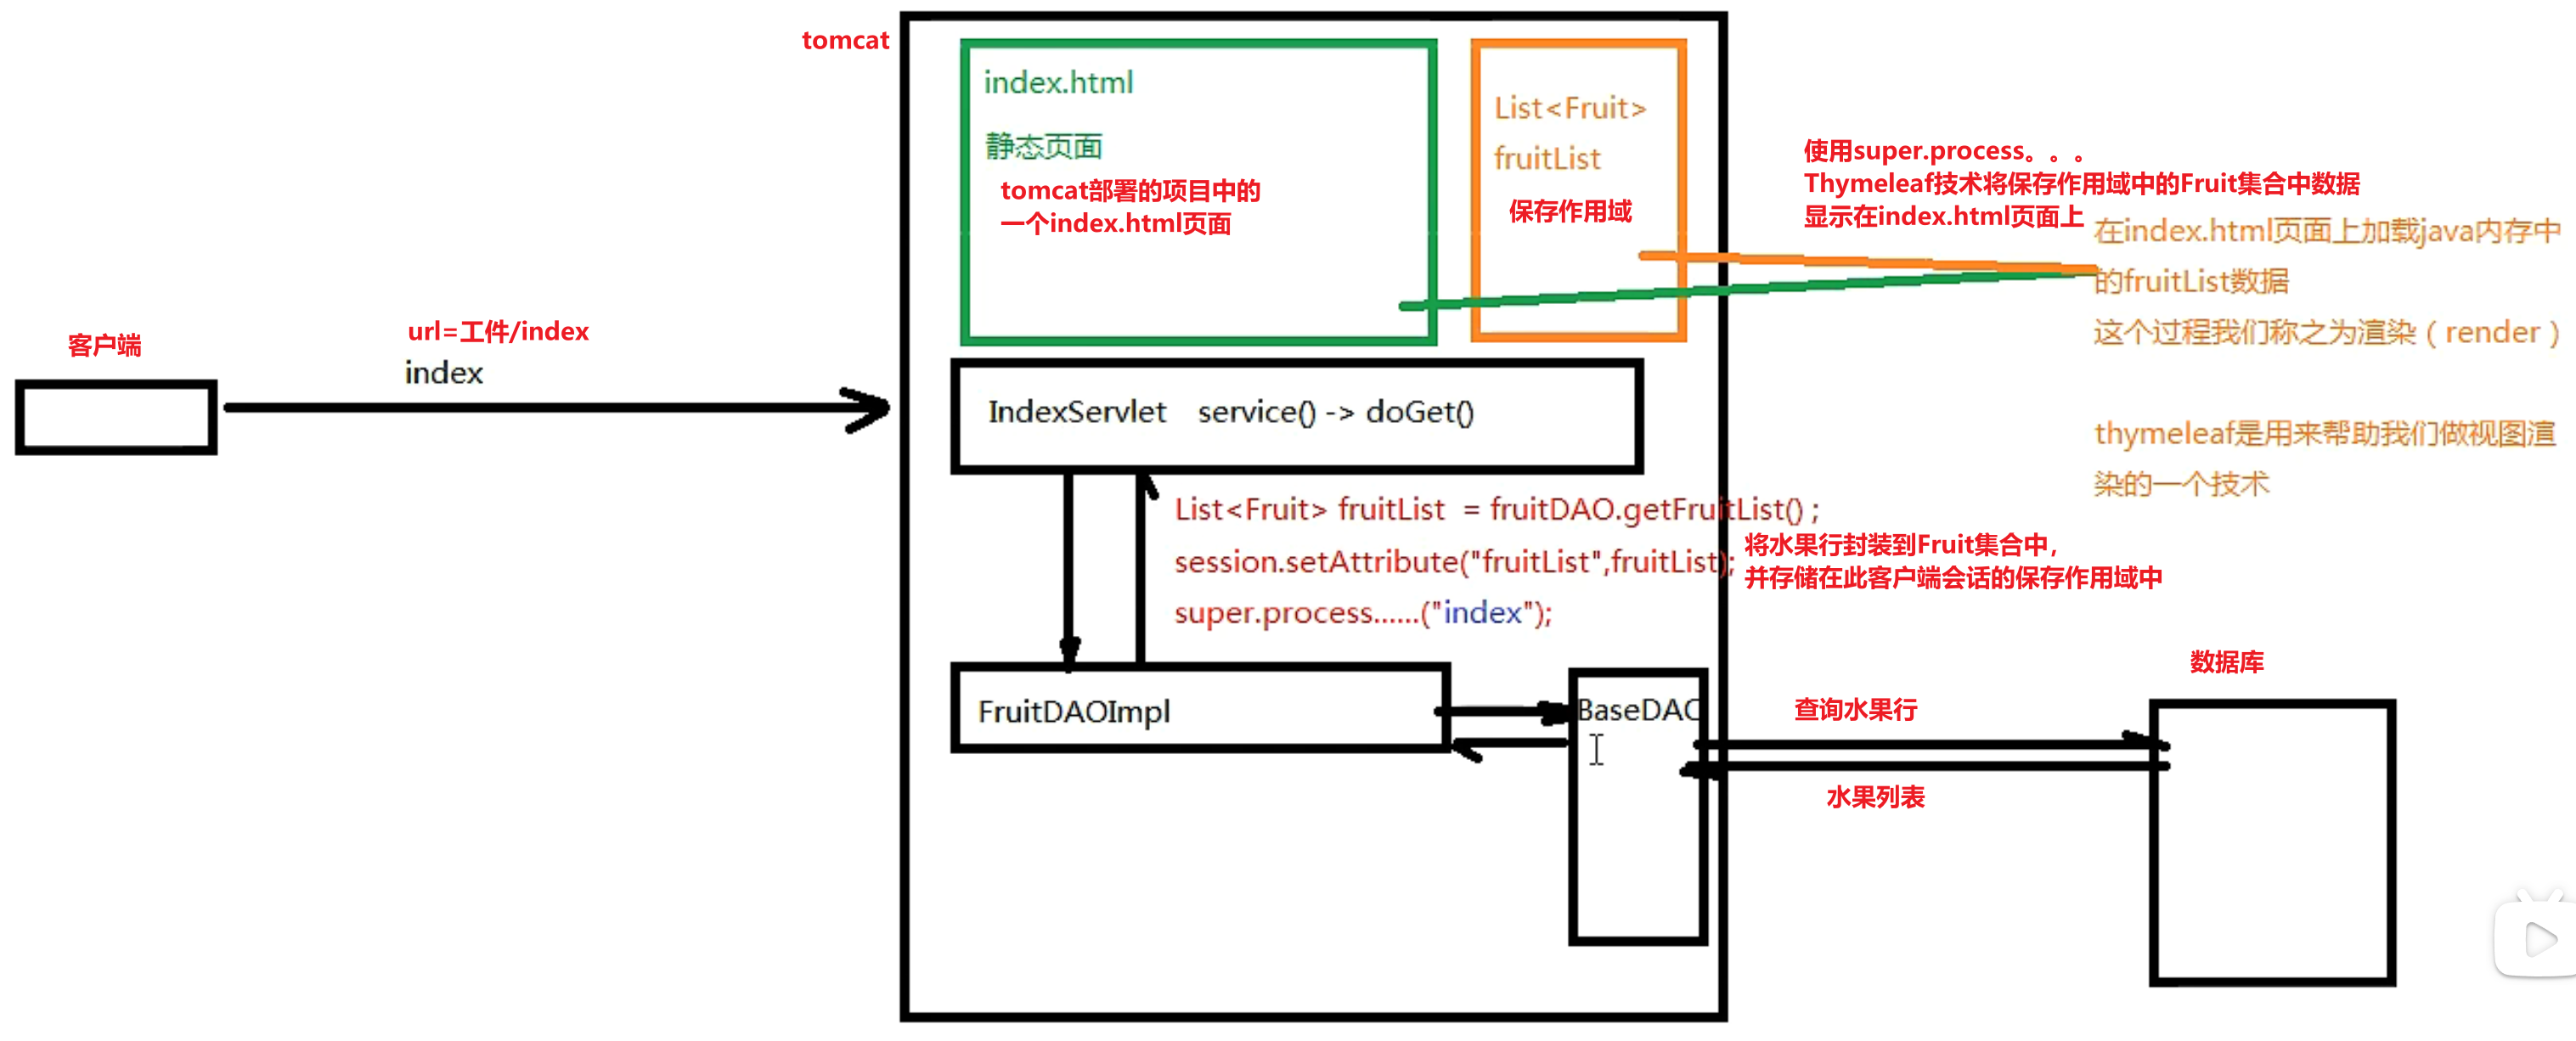 tomcat
index.html
静态页面
tomcat部署的项目中的
一个index.html页面
List<Fruit>
fruitList
保存作用域
使用super.process。。。
Thymeleaf技术将保存作用域中的Fruit集合中数据
显示在index.html页面上
在index.html页面上加载java内存中
的fruitList数据
这个过程我们称之为渲染（render）
thymeleaf是用来帮助我们做视图渲
染的一个技术
客户端
url=工件/index
index
IndexServlet service() -> doGet()
List<Fruit> fruitList = fruitDAO.getFruitList() ;
session.setAttribute("fruitList",fruitList);
super.process......("index");
将水果行封装到Fruit集合中，
并存储在此客户端会话的保存作用域中
FruitDAOImpl
BaseDAO
查询水果行
水果列表
数据库